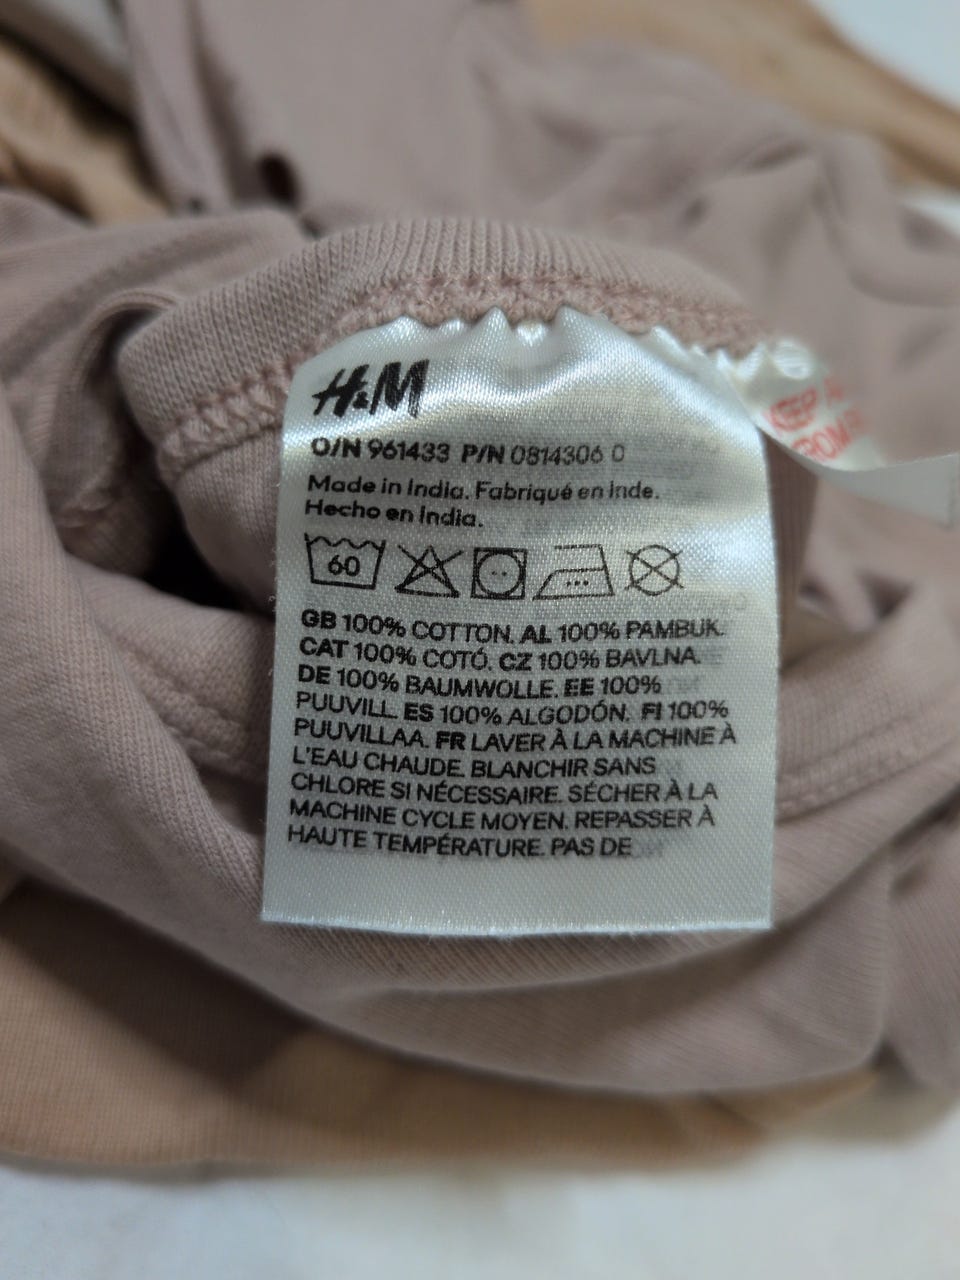 H&M
O/N 961433 P/N 0814306 0
Made in India. Fabriqué en Inde.
Hecho en India.
60
GB 100% COTTON. AL 100% PAMBUK.
CAT 100% COTÓ. CZ 100% BAVLNA.
DE 100% BAUMWOLLE. EE 100%
PUUVILL. ES 100% ALGODÓN. FI 100%
PUUVILLAA. FR LAVER À LA MACHINE À
L'EAU CHAUDE. BLANCHIR SANS
CHLORE SI NÉCESSAIRE. SÉCHER À LA
MACHINE CYCLE MOYEN. REPASSER À
HAUTE TEMPÉRATURE. PAS DE
KEEP
FROM